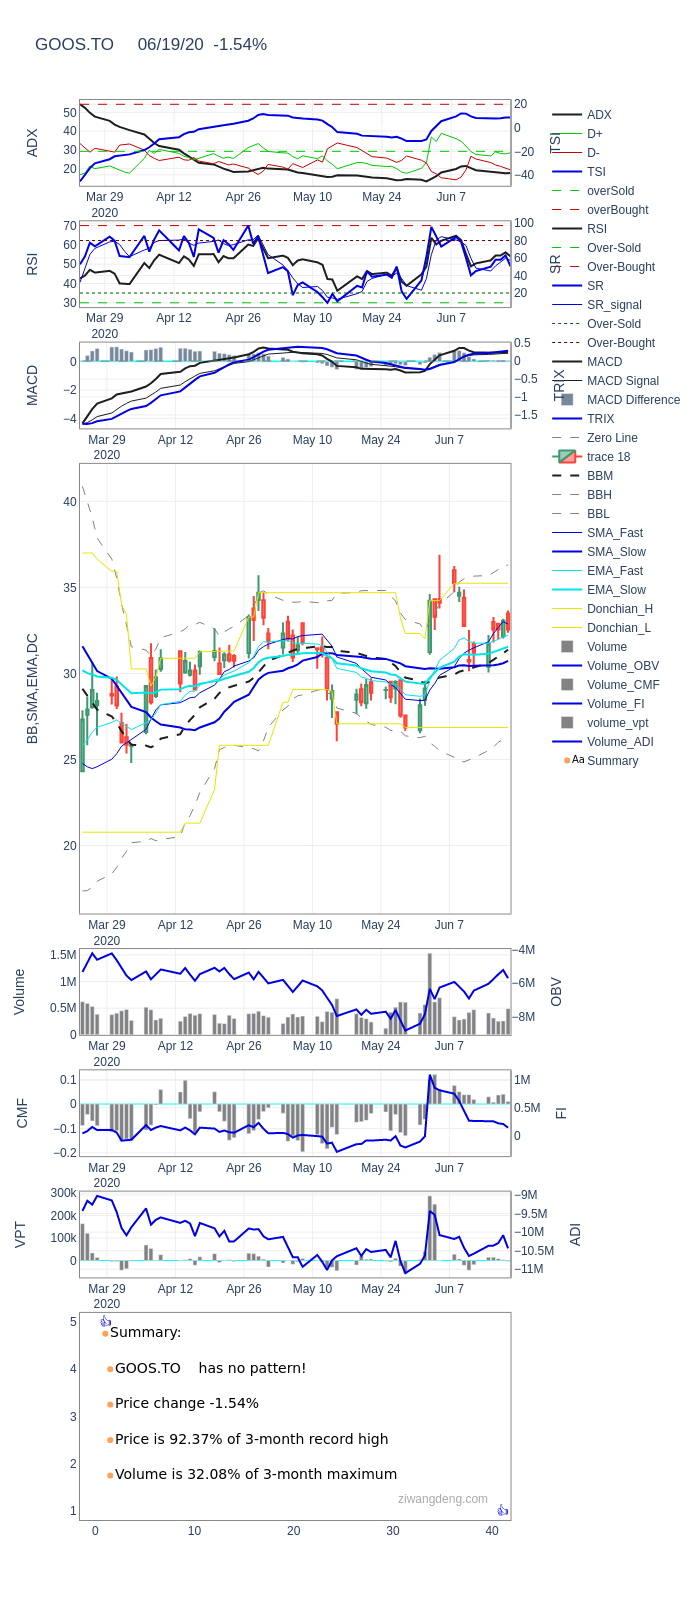 GOOS.TO 06/19/20 -1.54%
ADX
50
40
30
20
20
0
−20
−40
TSI
Mar 29
2020
Apr 12
Apr 26
May 10
May 24
Jun 7
RSI
70
60
50
40
30
100
80
60
40
20
SR
Mar 29
2020
Apr 12
Apr 26
May 10
May 24
Jun 7
MACD
0
−2
−4
0.5
0
−0.5
−1
−1.5
TRIX
Mar 29
2020
Apr 12
Apr 26
May 10
May 24
Jun 7
BB,SMA,EMA,DC
40
35
30
25
20
Mar 29
2020
Apr 12
Apr 26
May 10
May 24
Jun 7
Volume
1.5M
1M
0.5M
0
−4M
−6M
−8M
OBV
Mar 29
2020
Apr 12
Apr 26
May 10
May 24
Jun 7
CMF
0.1
0
−0.1
−0.2
1M
0.5M
0
FI
Mar 29
2020
Apr 12
Apr 26
May 10
May 24
Jun 7
VPT
300k
200k
100k
0
−9M
−9.5M
−10M
−10.5M
−11M
ADI
Mar 29
2020
Apr 12
Apr 26
May 10
May 24
Jun 7
5
4
3
2
1
Summary:
GOOS.TO has no pattern!
Price change -1.54%
Price is 92.37% of 3-month record high
Volume is 32.08% of 3-month maximum
ziwangdeng.com
0
10
20
30
40
ADX
D+
D-
TSI
overSold
overBought
RSI
Over-Sold
Over-Bought
SR
SR_signal
Over-Sold
Over-Bought
MACD
MACD Signal
MACD Difference
TRIX
Zero Line
trace 18
BBM
BBH
BBL
SMA_Fast
SMA_Slow
EMA_Fast
EMA_Slow
Donchian_H
Donchian_L
Volume
Volume_OBV
Volume_CMF
Volume_FI
volume_vpt
Volume_ADI
Aa Summary